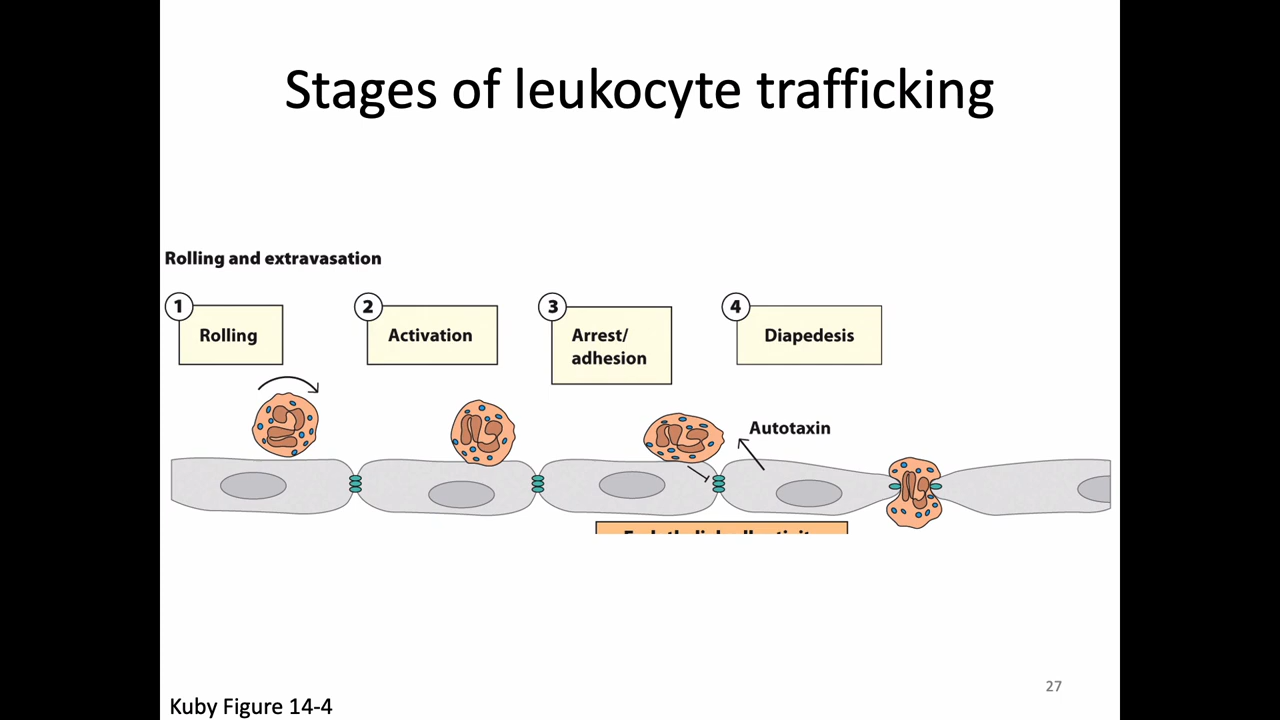 Stages of leukocyte trafficking
Rolling and extravasation
1
Rolling
2
Activation
3
Arrest/
adhesion
4
Diapedesis
Autotaxin
27
Kuby Figure 14-4